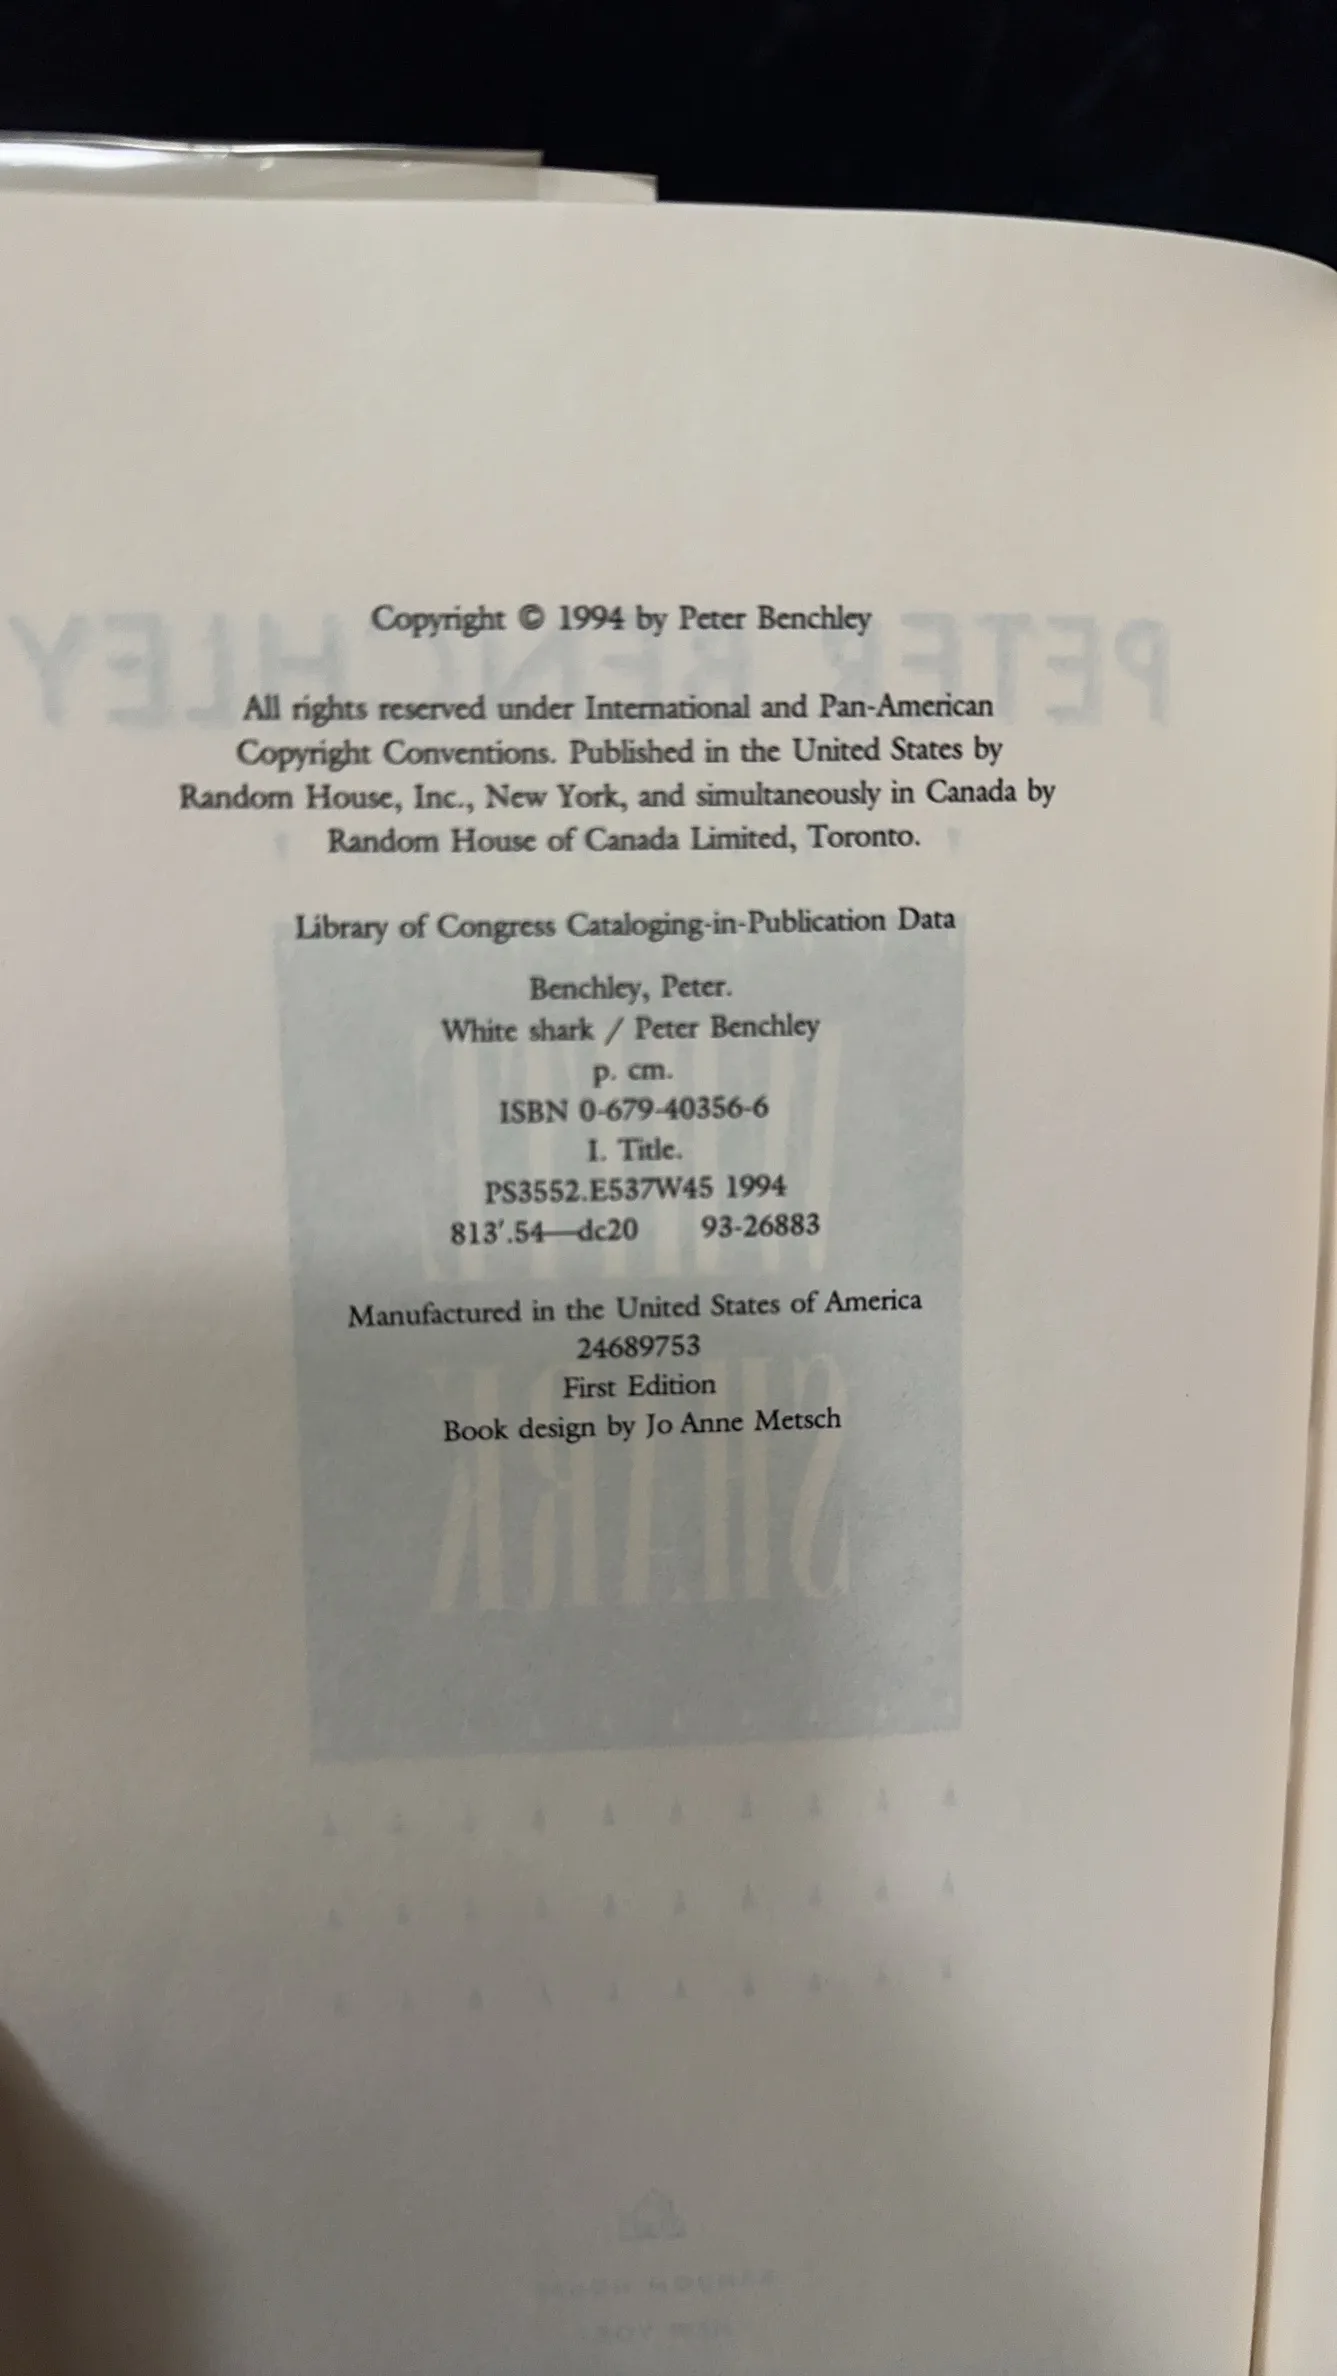 Copyright © 1994 by Peter Benchley
All rights reserved under International and Pan-American
Copyright Conventions. Published in the United States by
Random House, Inc., New York, and simultaneously in Canada by
Random House of Canada Limited, Toronto.
Library of Congress Cataloging-in-Publication Data
Benchley, Peter.
White shark / Peter Benchley
p. cm.
ISBN 0-679-40356-6
I. Title.
PS3552.E537W45 1994
813'.54—dc20 93-26883
Manufactured in the United States of America
24689753
First Edition
Book design by Jo Anne Metsch